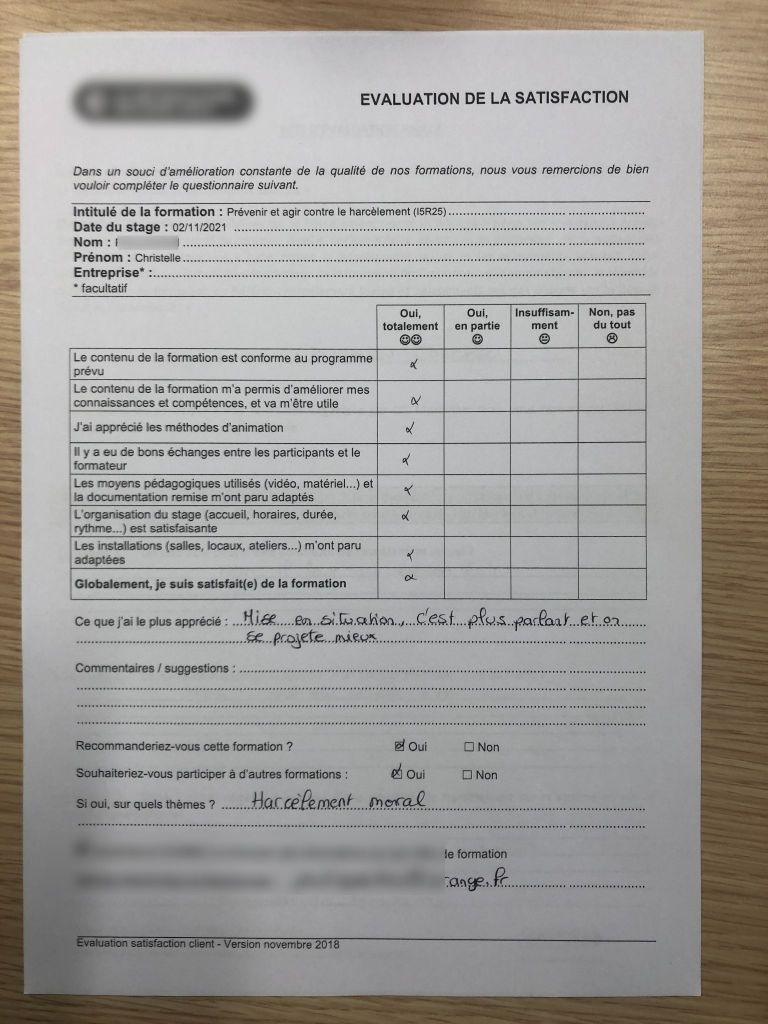 EVALUATION DE LA SATISFACTION
Dans un souci d'amélioration constante de la qualité de nos formations, nous vous remercions de bien
vouloir compléter le questionnaire suivant.
Intitulé de la formation : Prévenir et agir contre le harcèlement (I5R25)
Date du stage : 02/11/2021
Nom :
Prénom : Christelle
Entreprise* :
* facultatif
Oui, totalement ☺☺ Oui, en partie ☺ Insuffisam-ment 😐 Non, pas du tout ☹
Le contenu de la formation est conforme au programme
prévu
Le contenu de la formation m'a permis d'améliorer mes
connaissances et compétences, et va m'être utile
J'ai apprécié les méthodes d'animation
Il y a eu de bons échanges entre les participants et le
formateur
Les moyens pédagogiques utilisés (vidéo, matériel...) et
la documentation remise m'ont paru adaptés
L'organisation du stage (accueil, horaires, durée,
rythme...) est satisfaisante
Les installations (salles, locaux, ateliers...) m'ont paru
adaptées
Globalement, je suis satisfait(e) de la formation
Ce que j'ai le plus apprécié : Mise en situation, c'est plus parlant et on
se projete mieux
Commentaires / suggestions :
Recommanderiez-vous cette formation ? ☒ Oui ☐ Non
Souhaiteriez-vous participer à d'autres formations : ☒ Oui ☐ Non
Si oui, sur quels thèmes ? Harcèlement moral
de formation
range.fr
Evaluation satisfaction client - Version novembre 2018